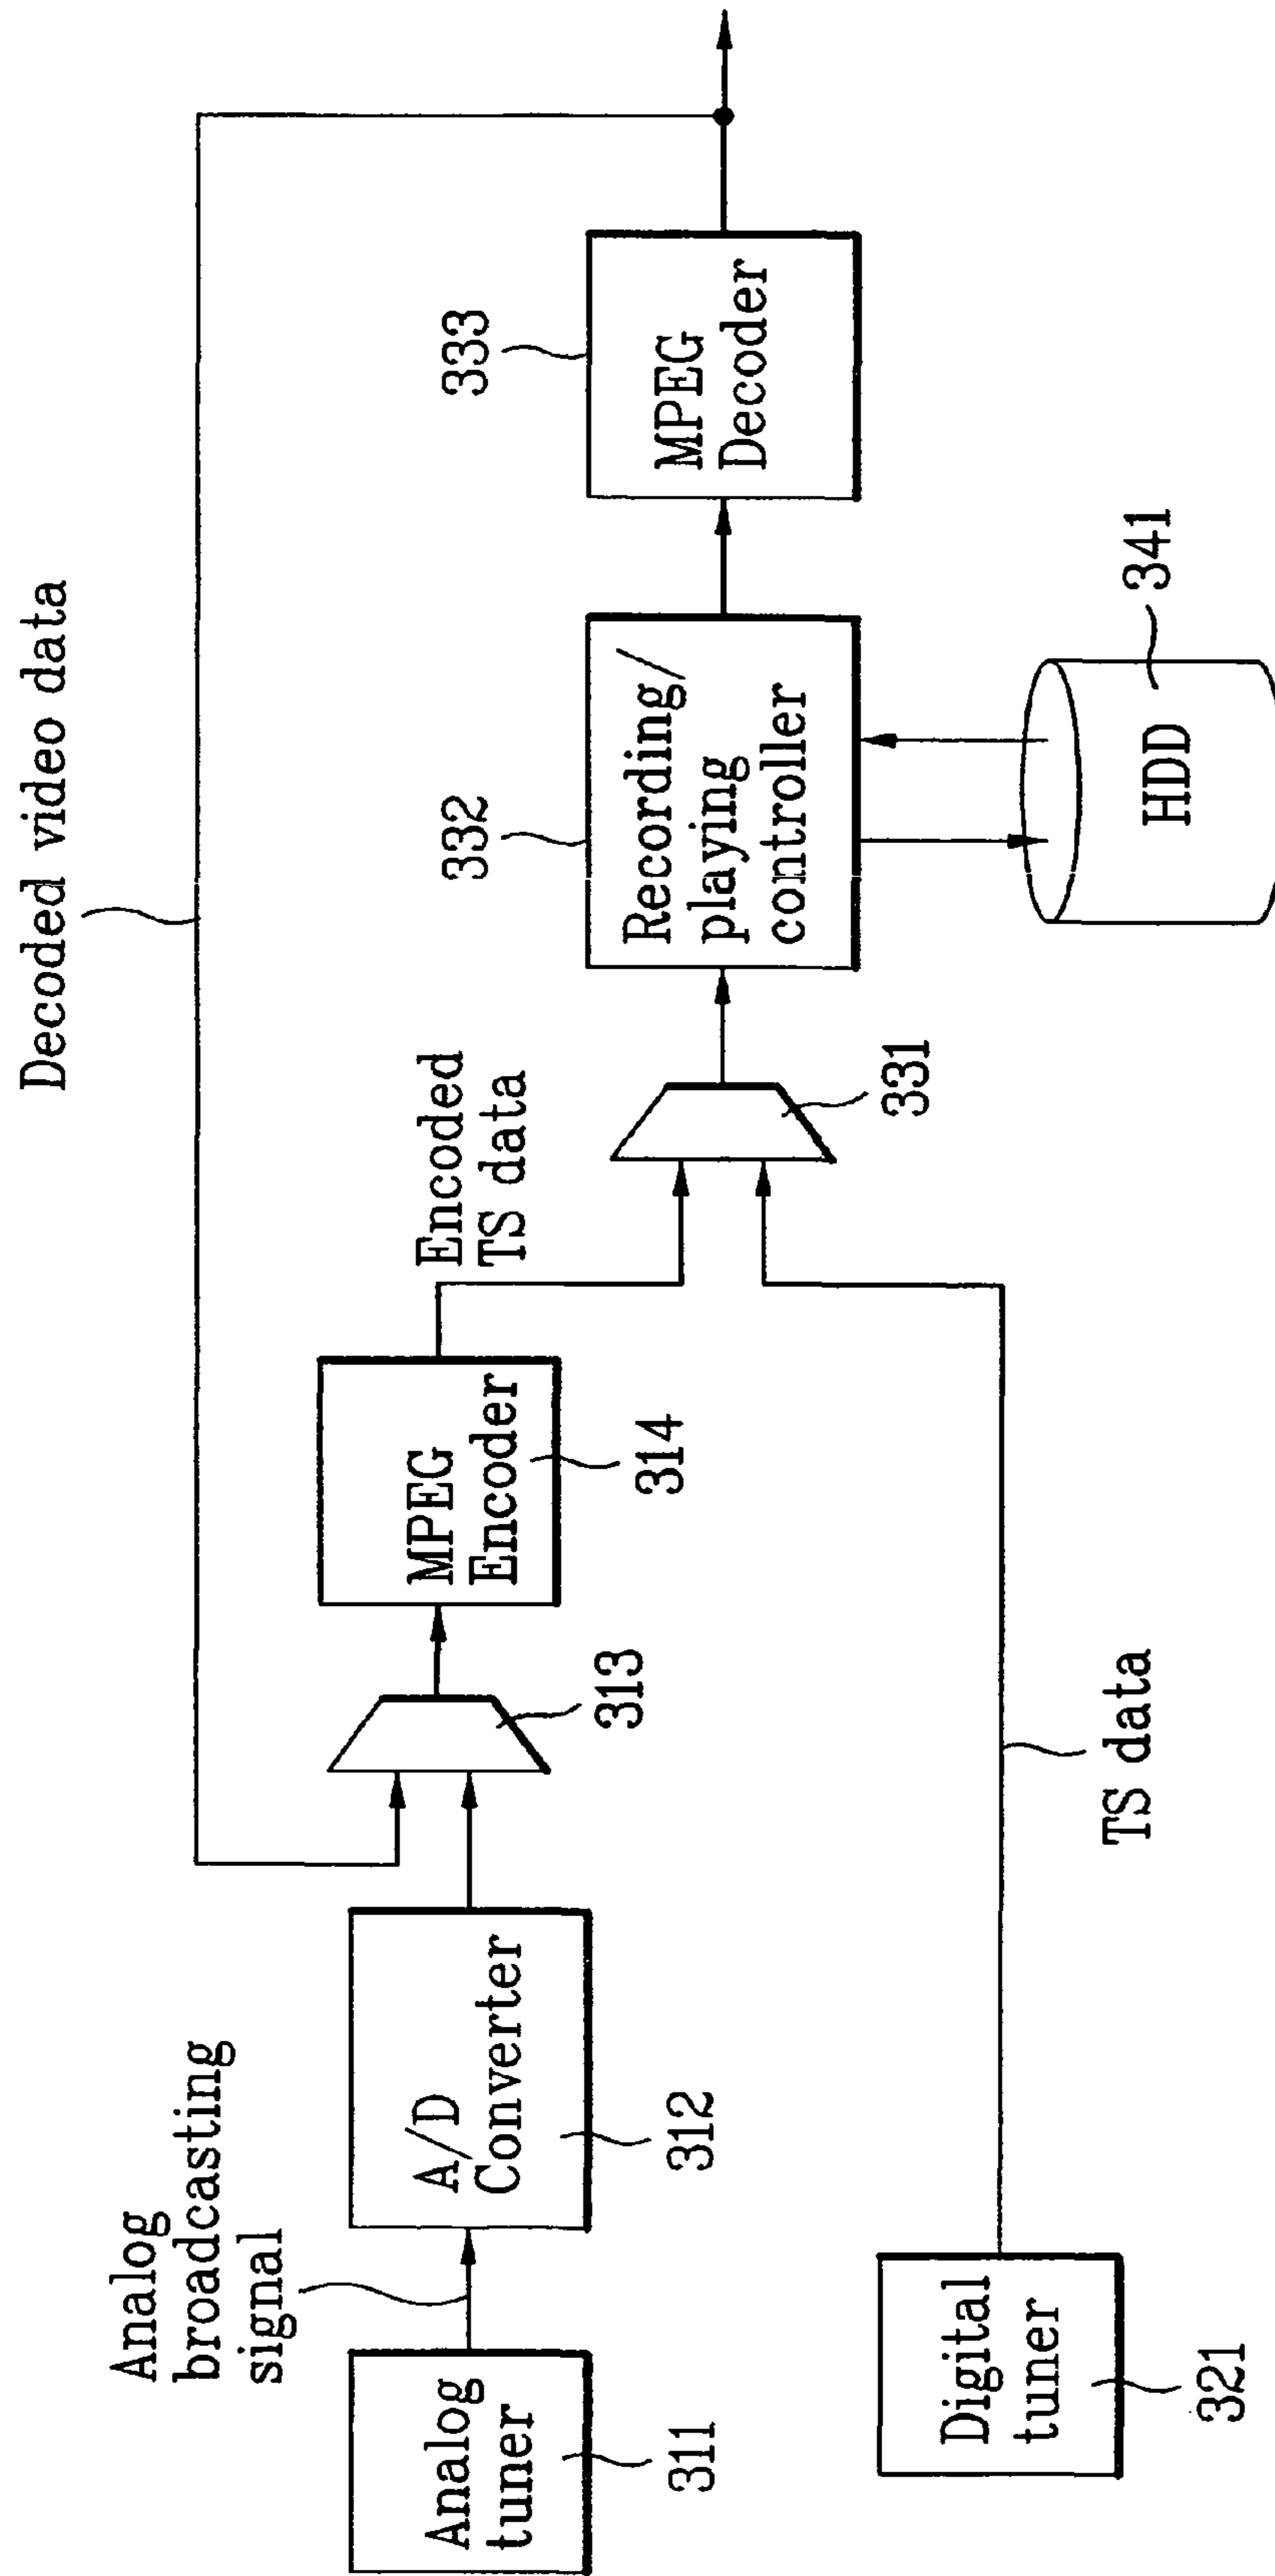 Decoded video data
Analog
broadcasting
signal
Analog
tuner
311
A/D
Converter
312
313
MPEG
Encoder
314
Encoded
TS data
331
332
Recording/
playing
controller
333
MPEG
Decoder
HDD
341
Digital
tuner
321
TS data